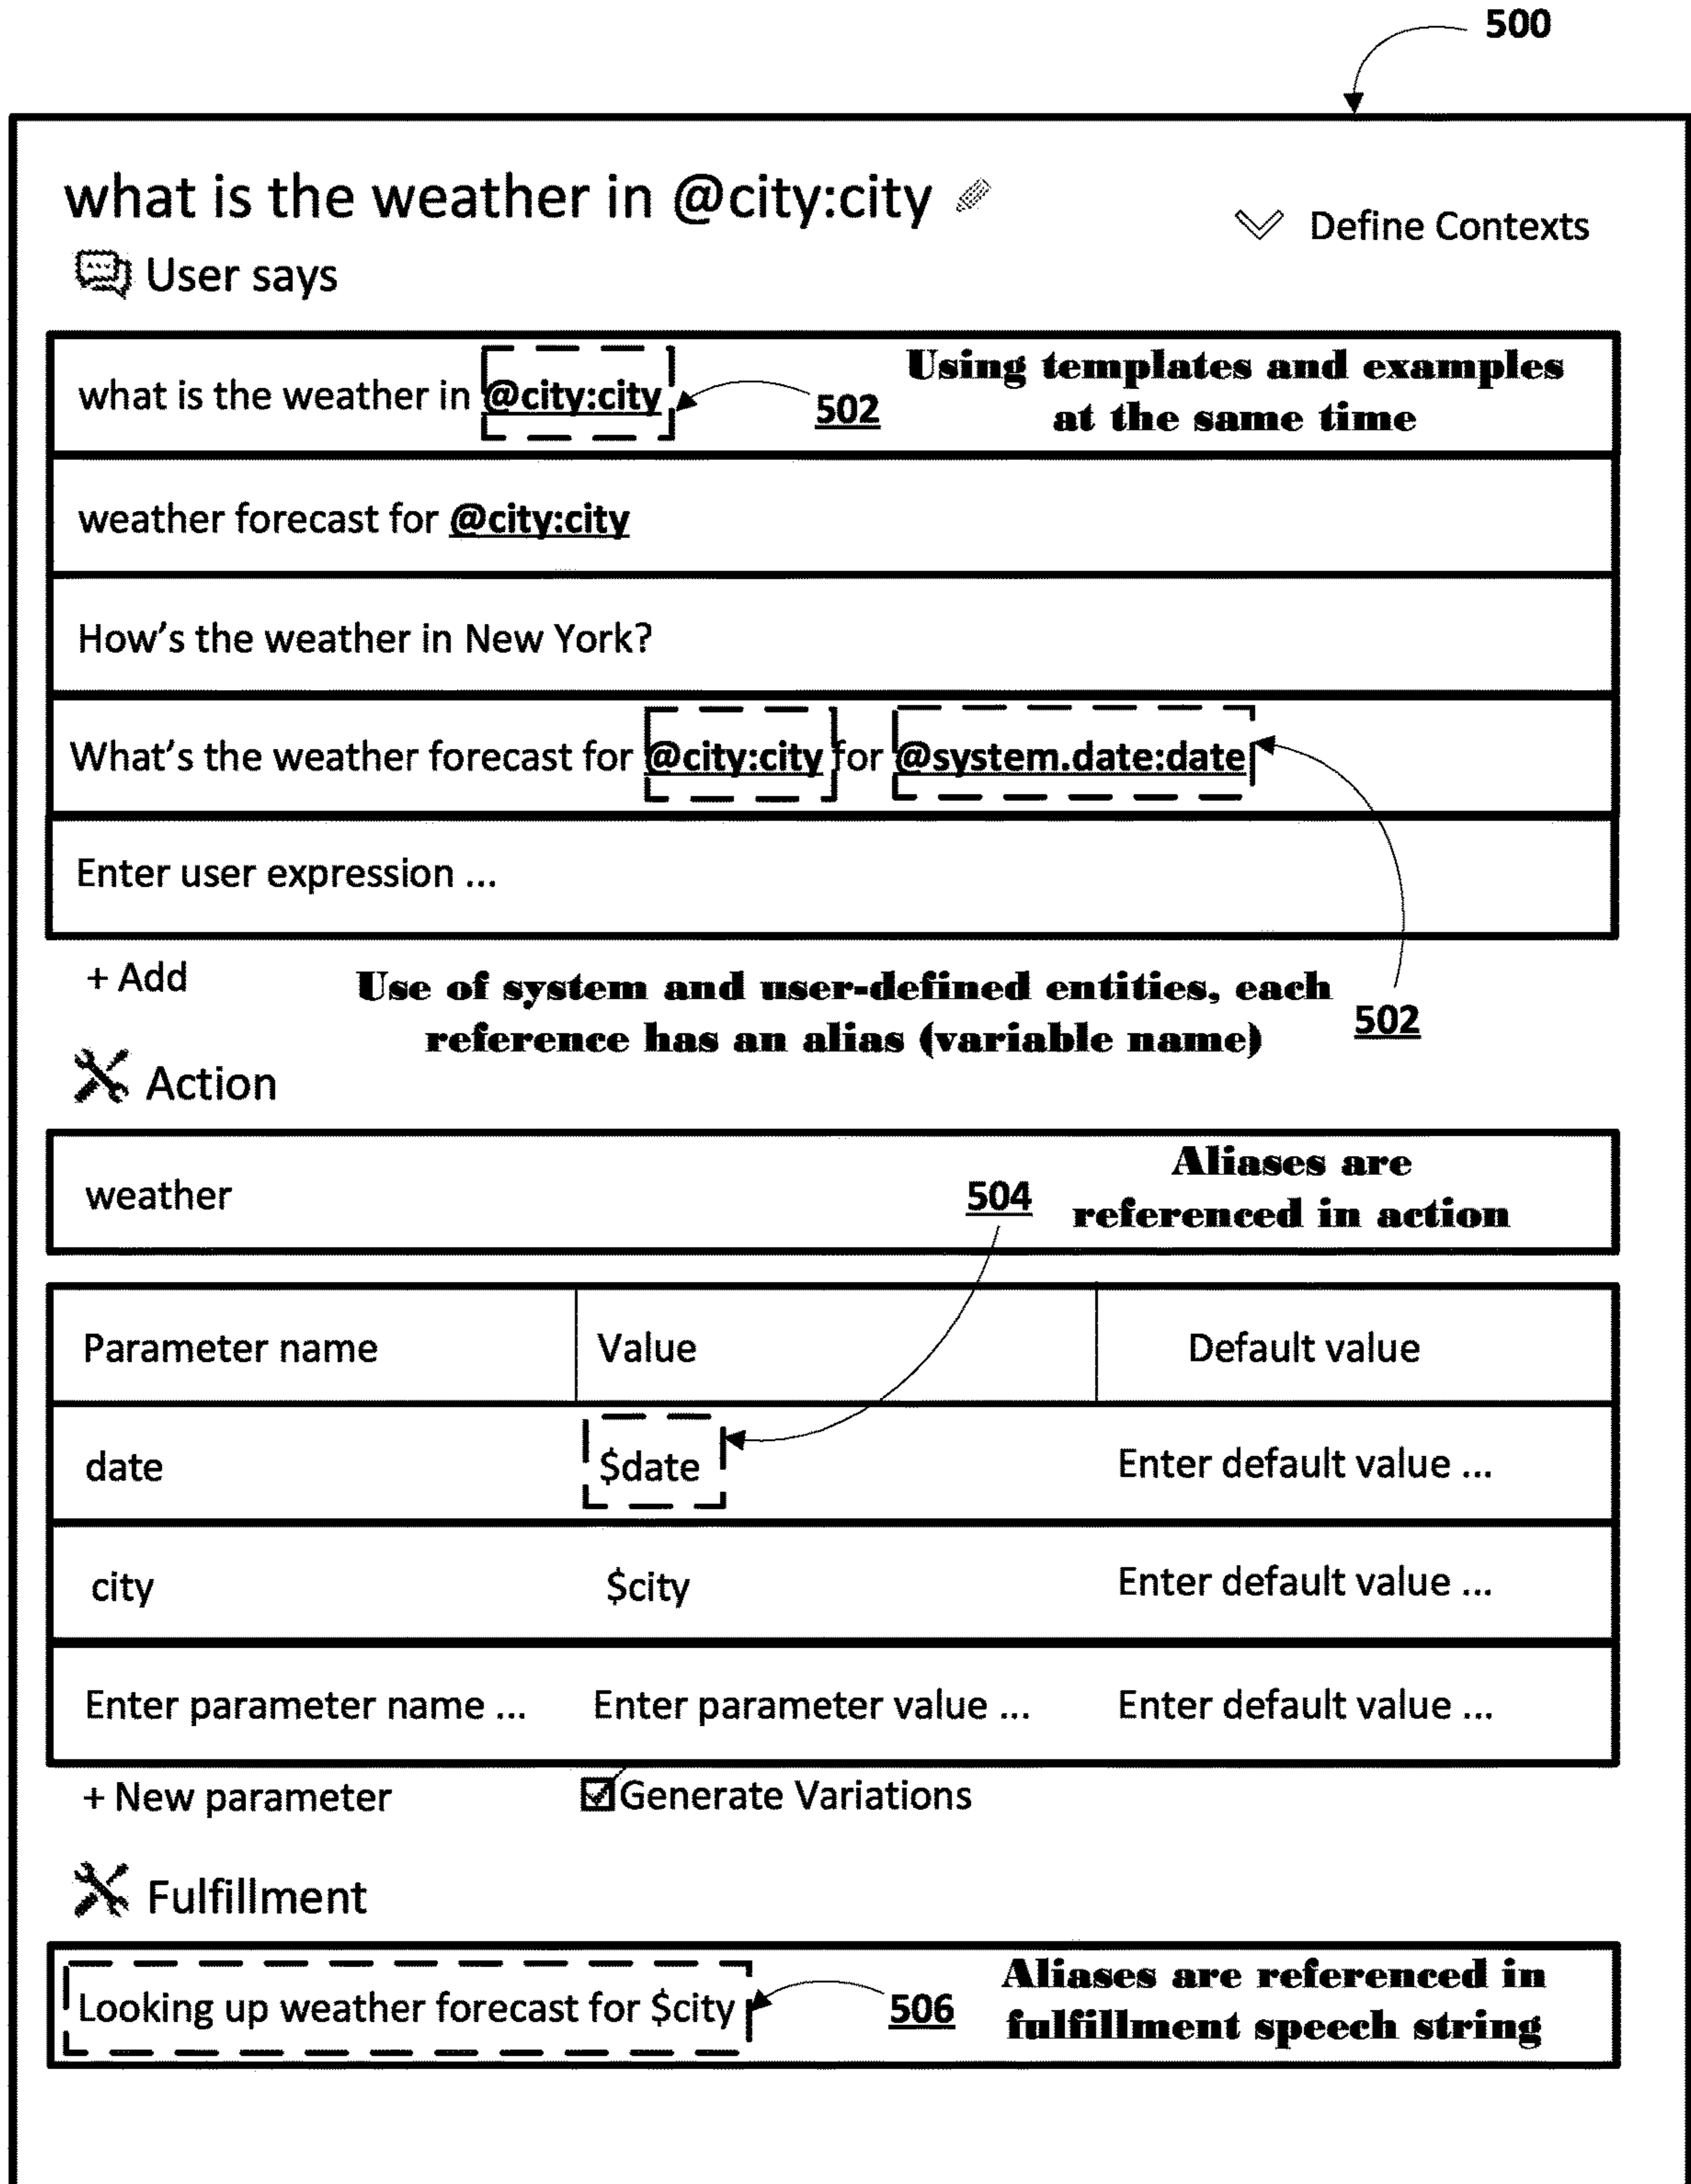 500
what is the weather in @city:city
Define Contexts
User says
what is the weather in @city:city
502
Using templates and examples
at the same time
weather forecast for @city:city
How's the weather in New York?
What's the weather forecast for @city:city for @system.date:date
Enter user expression ...
+ Add
Use of system and user-defined entities, each
reference has an alias (variable name)
502
Action
weather
504
Aliases are
referenced in action
Parameter name Value Default value
date $date Enter default value ...
city $city Enter default value ...
Enter parameter name ... Enter parameter value ... Enter default value ...
+ New parameter Generate Variations
Fulfillment
Looking up weather forecast for $city
506
Aliases are referenced in
fulfillment speech string